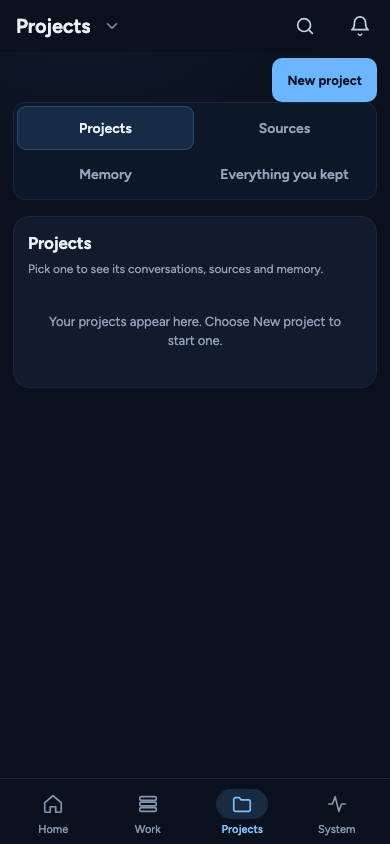 Projects
New project
Projects
Sources
Memory
Everything you kept
Projects
Pick one to see its conversations, sources and memory.
Your projects appear here. Choose New project to
start one.
Home
Work
Projects
System